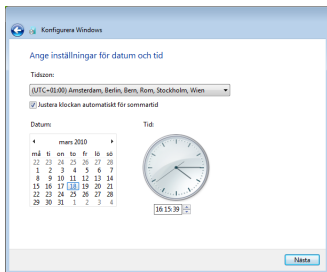 Konfigurera Windows
Ange inställningar för datum och tid
Tidszon:
(UTC+01:00) Amsterdam, Berlin, Bern, Rom, Stockholm, Wien
Justera klockan automatiskt för sommartid
Datum: Tid:
mars 2010
må ti on to fr lö sö
22 23 24 25 26 27 28
1 2 3 4 5 6 7
8 9 10 11 12 13 14
15 16 17 18 19 20 21
22 23 24 25 26 27 28
29 30 31 1 2 3 4
16:15:39
Nästa